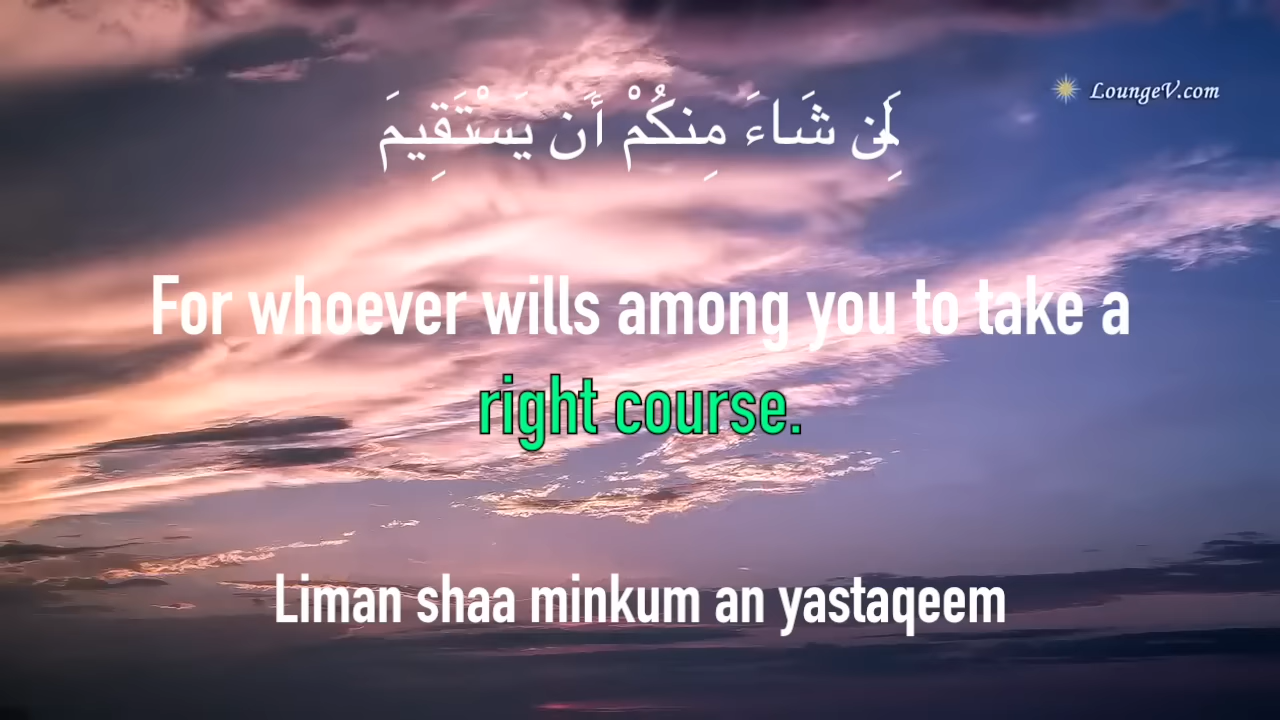 LoungeV.com
لِمَن شَاءَ مِنكُمْ أَن يَسْتَقِيمَ
For whoever wills among you to take a
right course.
Liman shaa minkum an yastaqeem